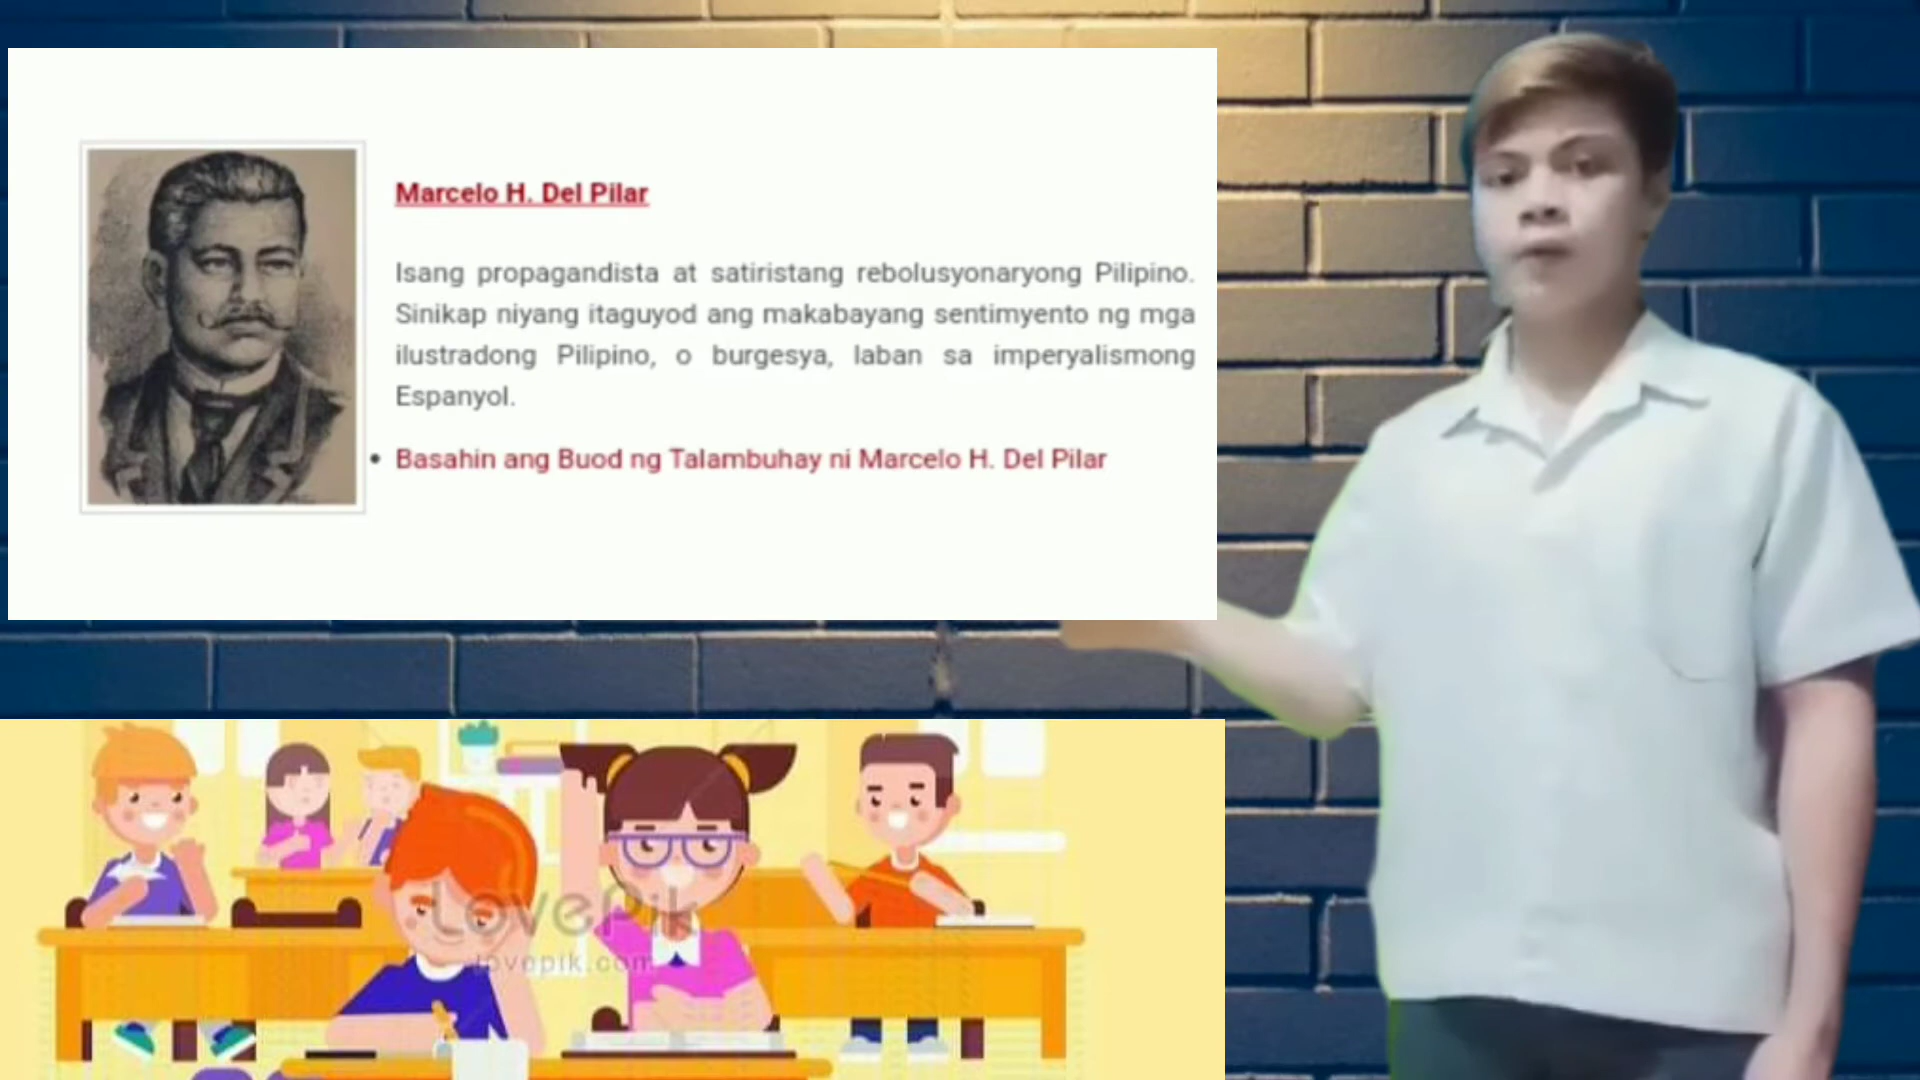 Marcelo H. Del Pilar
Isang propagandista at satiristang rebolusyonaryong Pilipino.
Sinikap niyang itaguyod ang makabayang sentimyento ng mga
ilustradong Pilipino, o burgesya, laban sa imperyalismong
Espanyol.
• Basahin ang Buod ng Talambuhay ni Marcelo H. Del Pilar
LovePik
lovepik.com